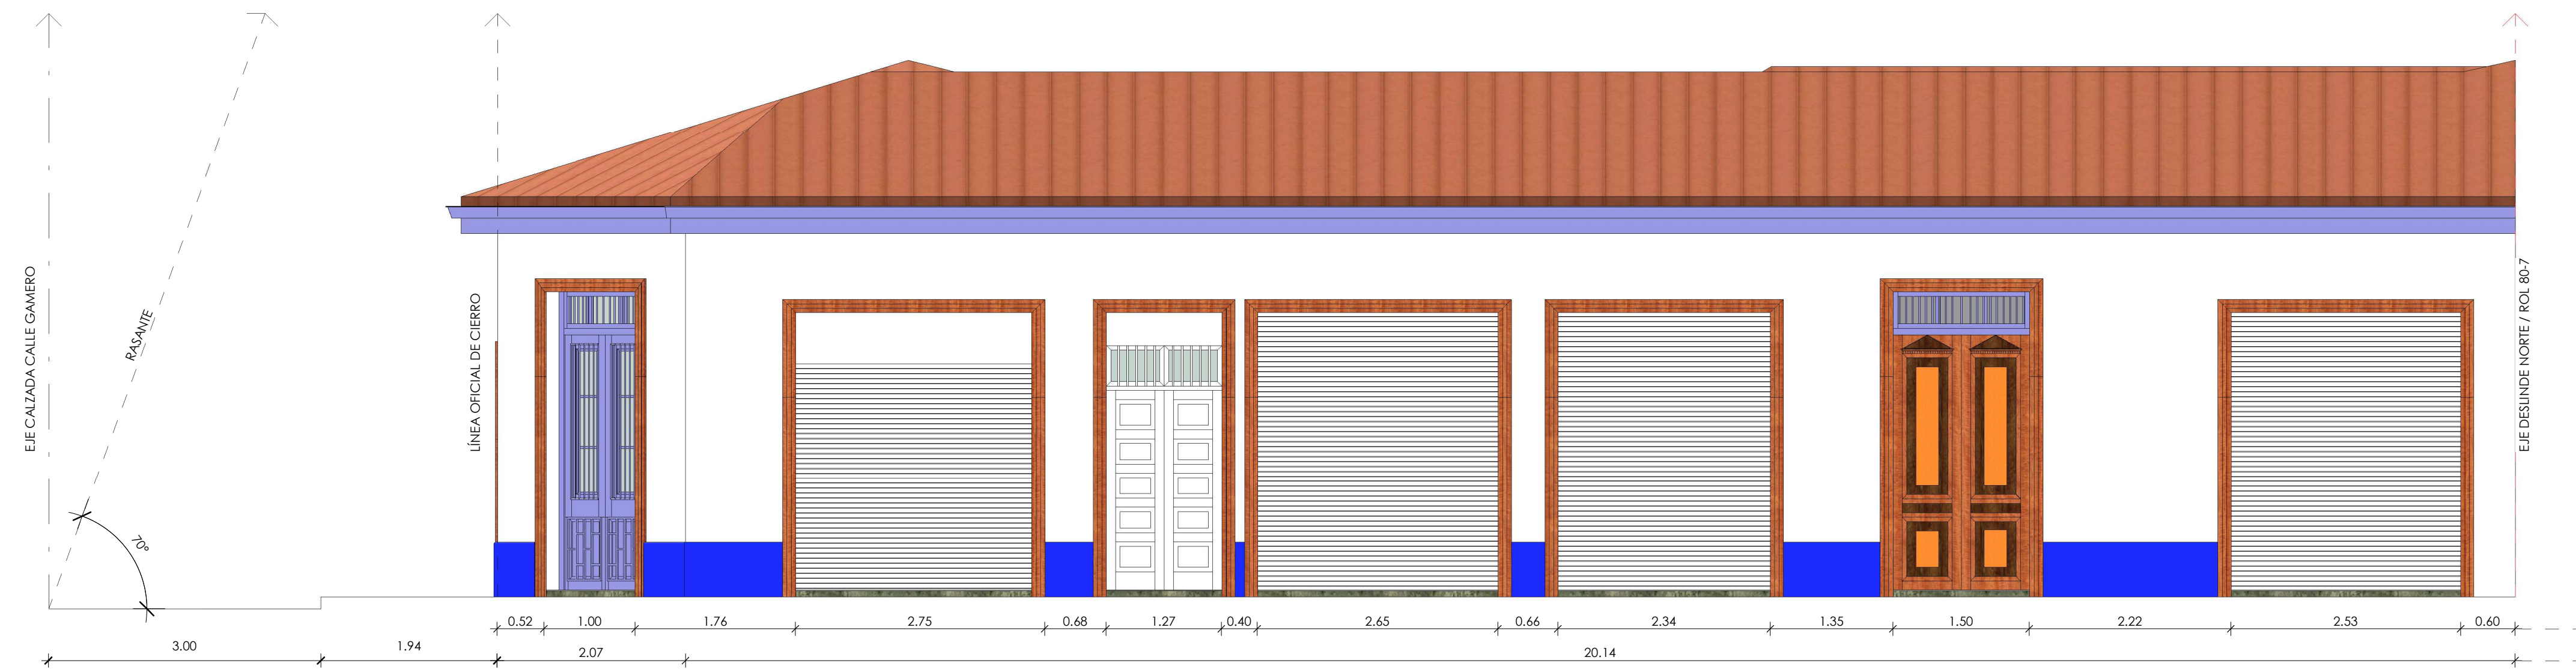 EJE CALZADA CALLE GAMERO
RASANTE
70°
LÍNEA OFICIAL DE CIERRO
EJE DESLINDE NORTE / ROL 80-7
0.52 1.00 1.76 2.75 0.68 1.27 0.40 2.65 0.66 2.34 1.35 1.50 2.22 2.53 0.60
3.00 1.94 2.07 20.14